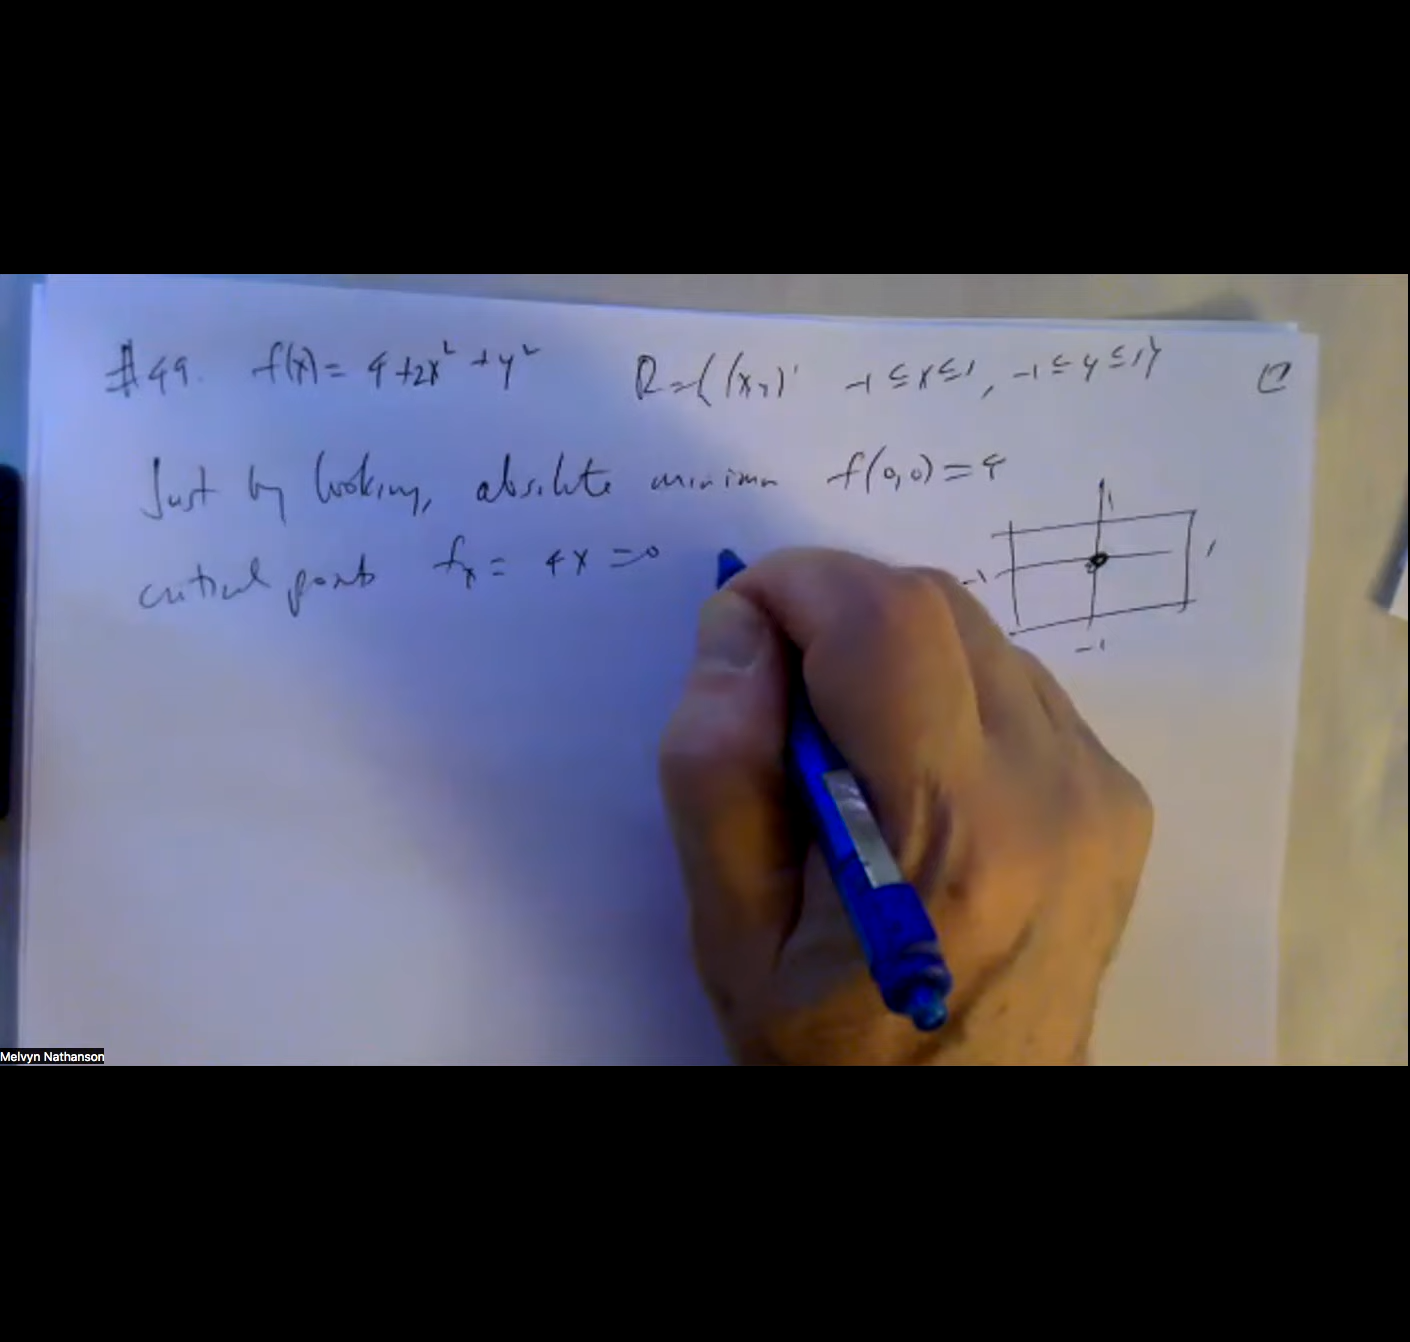 #49. f(x) = 4+2x² +y² R={(x,y) | -1 ≤ x ≤ 1, -1 ≤ y ≤ 1}
Just by looking, absolute minimum f(0,0) = 4
critical points fx = 4x = 0
1
-1 1
-1
Melvyn Nathanson